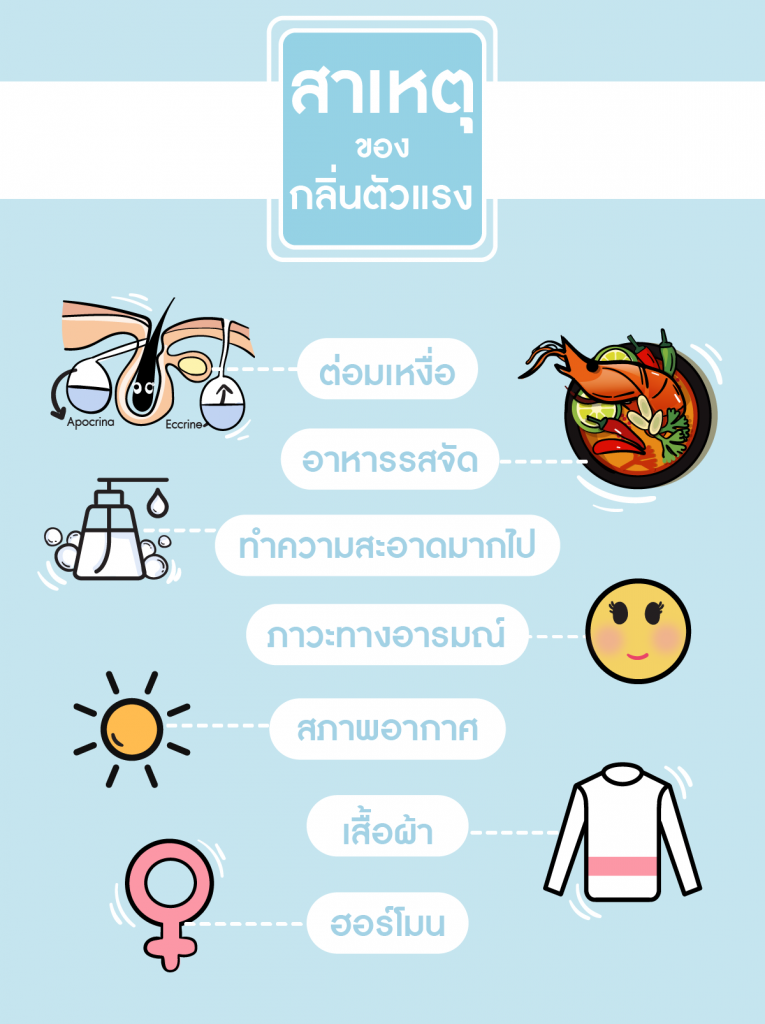 สาเหตุ
ของ
กลิ่นตัวแรง
ต่อมเหงื่อ
Apocrina
Eccrine
อาหารรสจัด
ทำความสะอาดมากไป
ภาวะทางอารมณ์
สภาพอากาศ
เสื้อผ้า
ฮอร์โมน